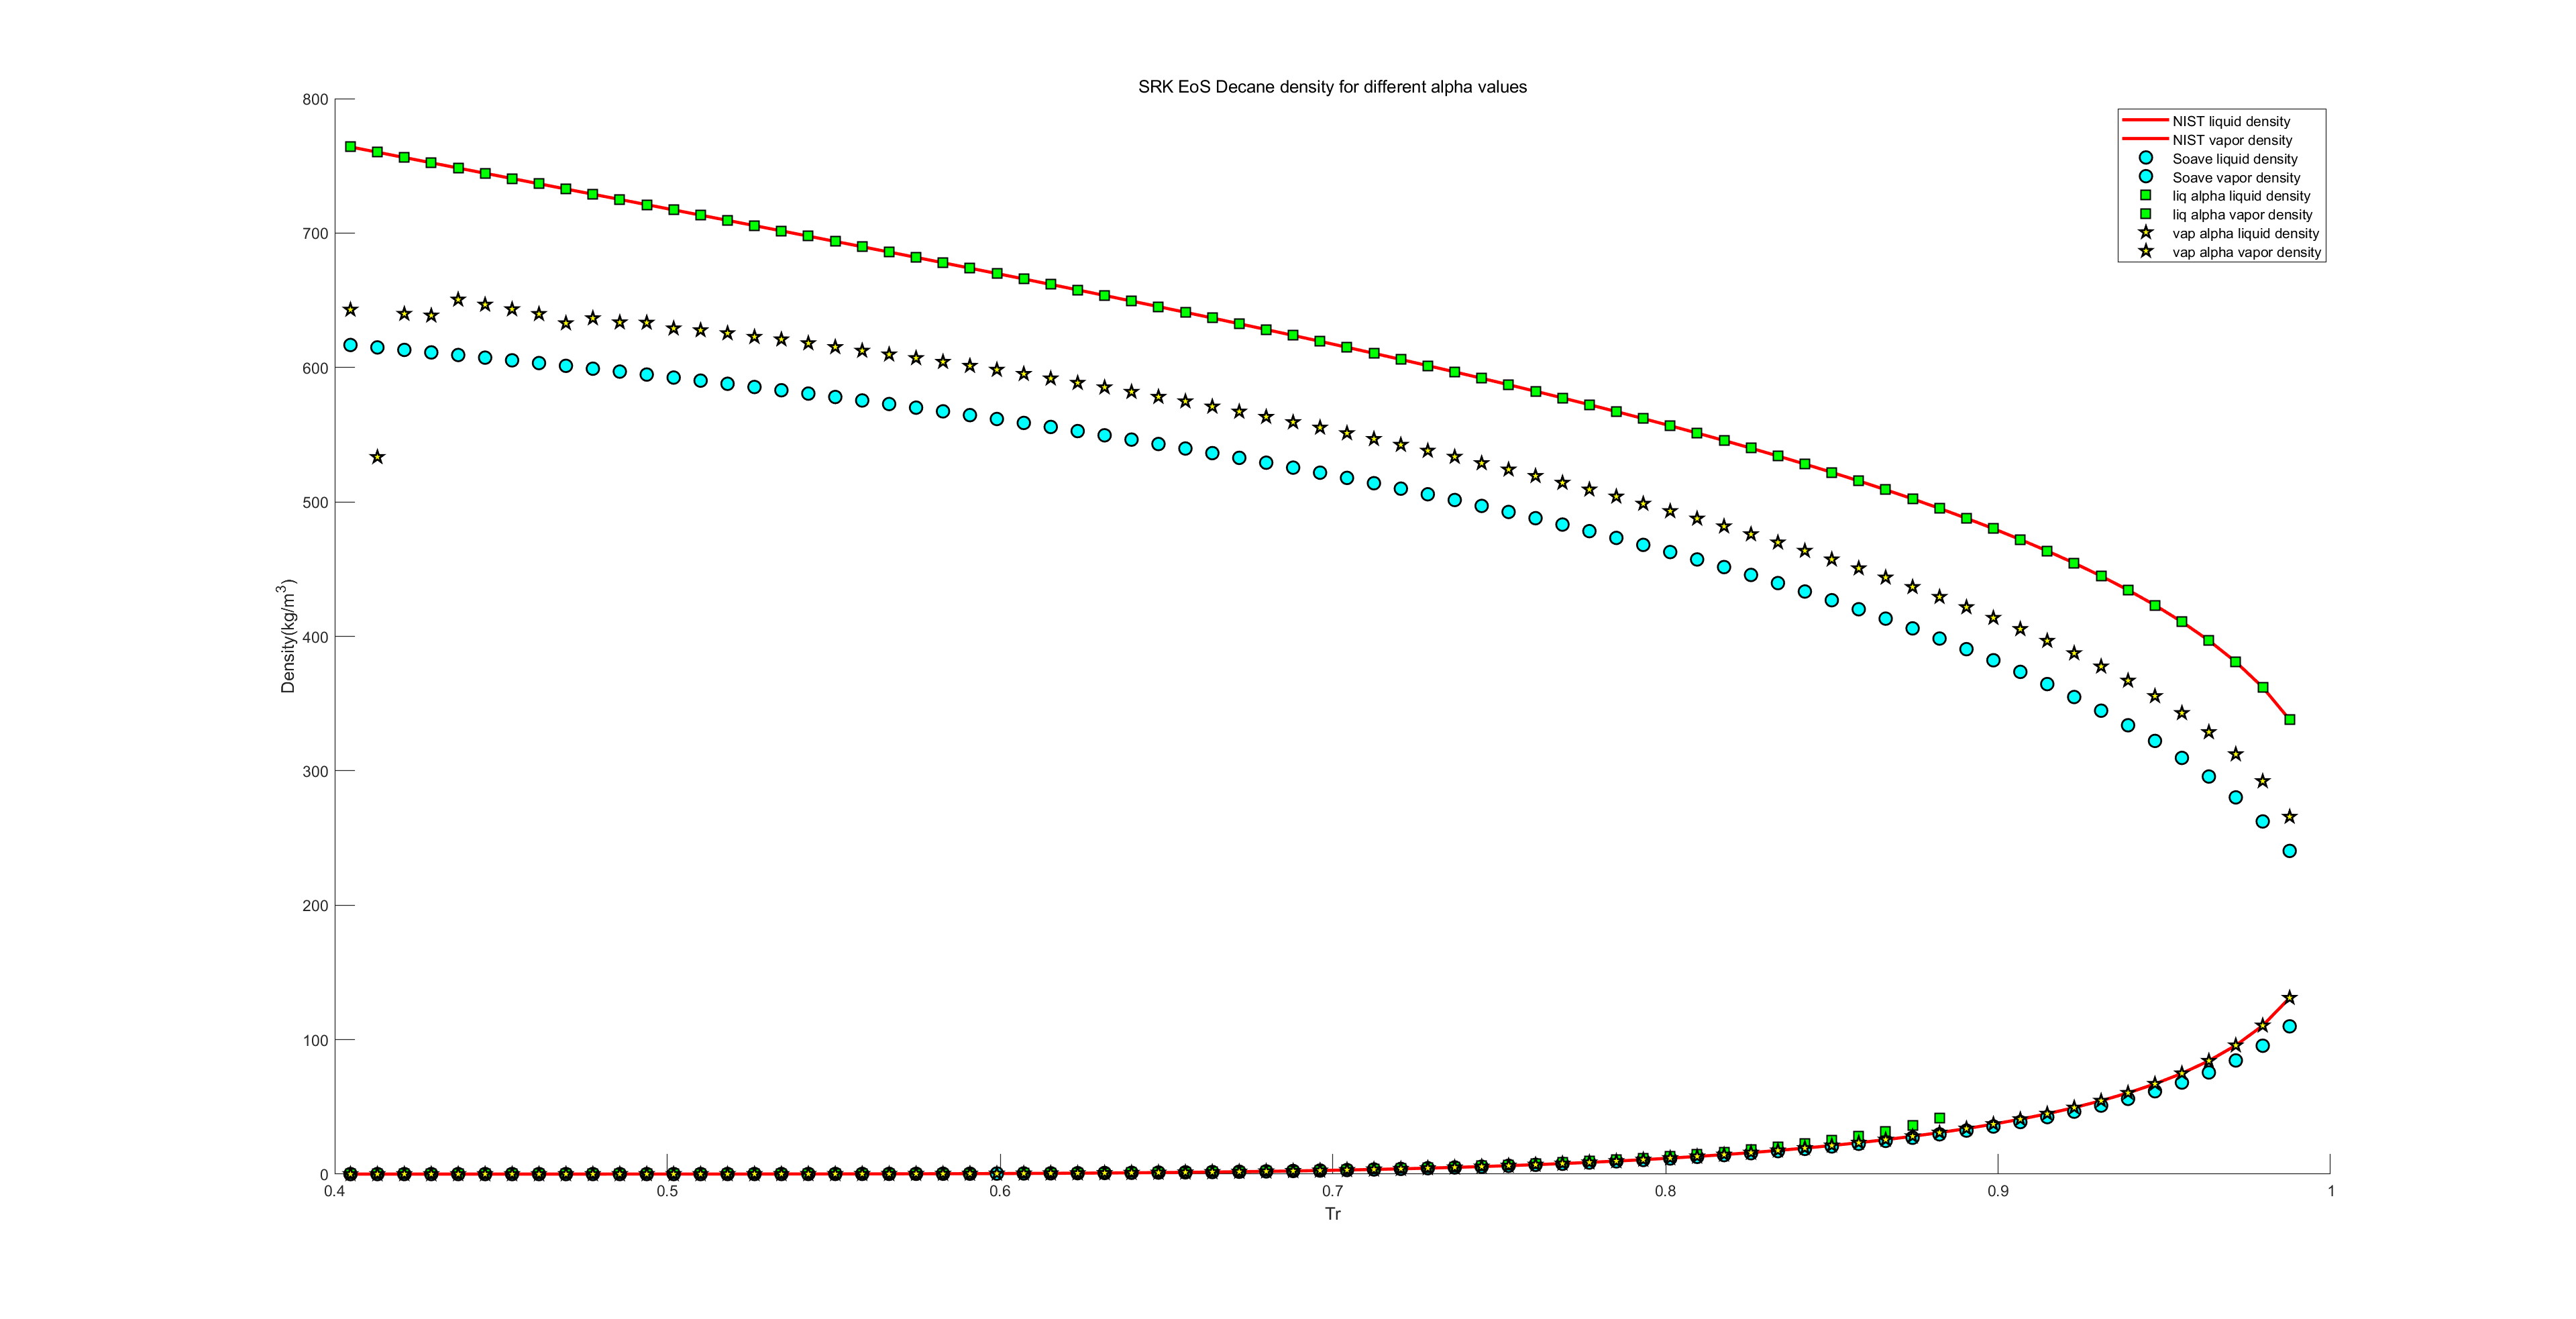 SRK EoS Decane density for different alpha values
800
700
600
500
400
300
200
100
0
Density(kg/m³)
NIST liquid density
NIST vapor density
Soave liquid density
Soave vapor density
liq alpha liquid density
liq alpha vapor density
vap alpha liquid density
vap alpha vapor density
0.4 0.5 0.6 0.7 0.8 0.9 1
Tr